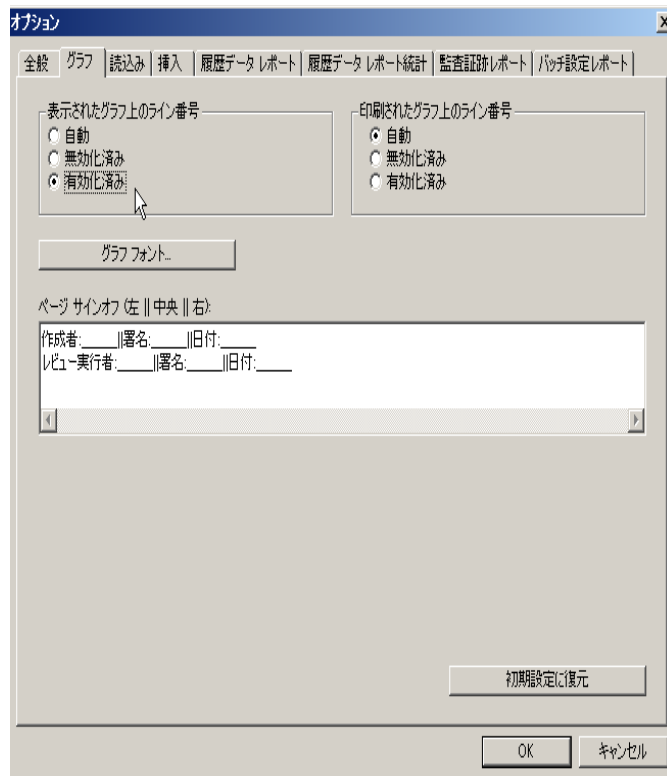 オプション
全般 グラフ 読込み 挿入 履歴データ レポート 履歴データ レポート統計 監査証跡レポート バッチ設定レポート
表示されたグラフ上のライン番号
自動
無効化済み
有効化済み
印刷されたグラフ上のライン番号
自動
無効化済み
有効化済み
グラフ フォント...
ページ サインオフ (左 || 中央 || 右):
作成者:_____||署名:_____||日付:_____
レビュー実行者:_____||署名:_____||日付:_____
初期設定に復元
OK キャンセル